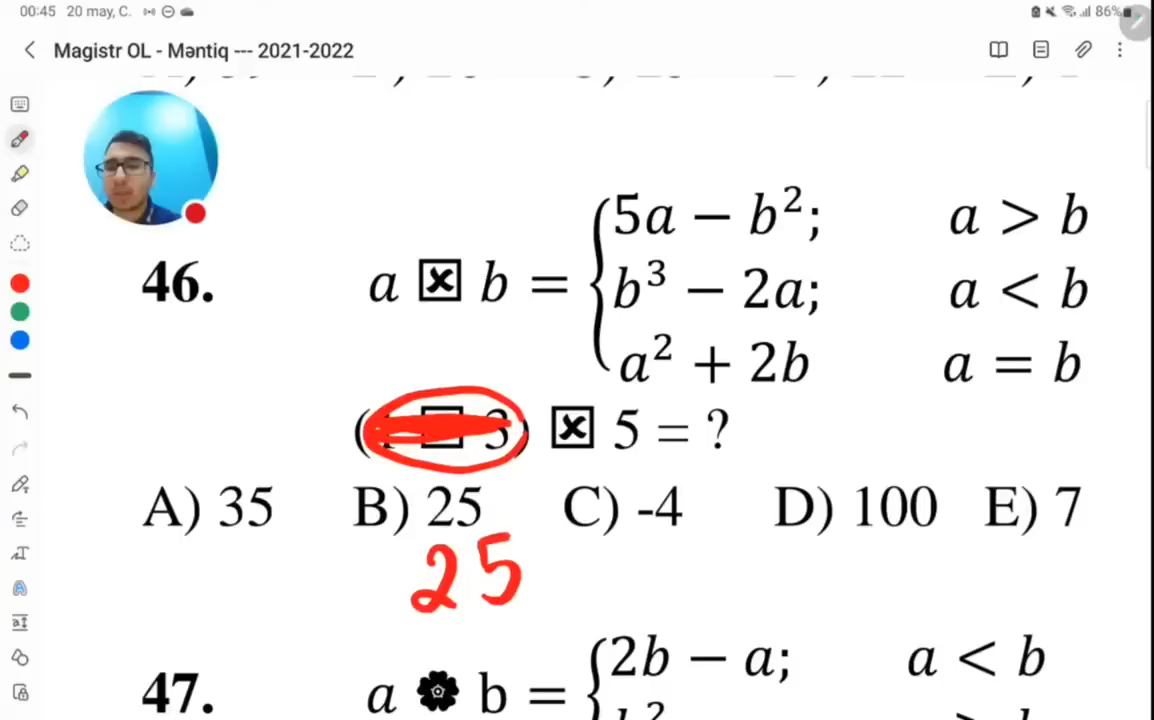 00:45 20 may, C. 86%
Magistr OL - Məntiq --- 2021-2022
46. a ⊠ b = { 5a − b²; a > b
b³ − 2a; a < b
a² + 2b a = b
( 3) ⊠ 5 = ?
A) 35 B) 25 C) -4 D) 100 E) 7
25
47. a b = { 2b − a; a < b